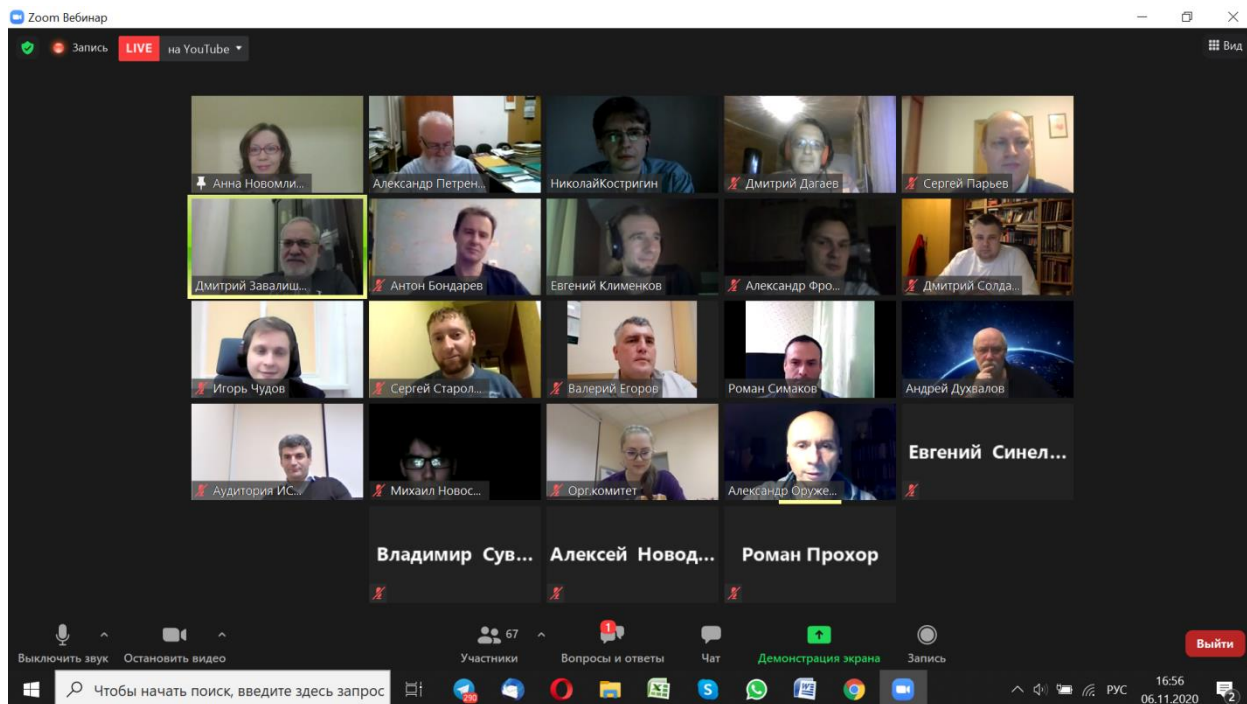 Zoom Вебинар
Запись
LIVE на YouTube
Вид
Анна Новомли...
Александр Петрен...
НиколайКостригин
Дмитрий Дагаев
Сергей Парьев
Дмитрий Завалиш...
Антон Бондарев
Евгений Клименков
Александр Фро...
Дмитрий Солда...
Игорь Чудов
Сергей Старол...
Валерий Егоров
Роман Симаков
Андрей Духвалов
Аудитория ИС...
Михаил Новос...
Орг.комитет
Александр Оруже...
Евгений Синел...
Владимир Сув...
Алексей Новод...
Роман Прохор
67
1
Выключить звук
Остановить видео
Участники
Вопросы и ответы
Чат
Демонстрация экрана
Запись
Выйти
Чтобы начать поиск, введите здесь запрос
290
РУС
16:56
06.11.2020
2